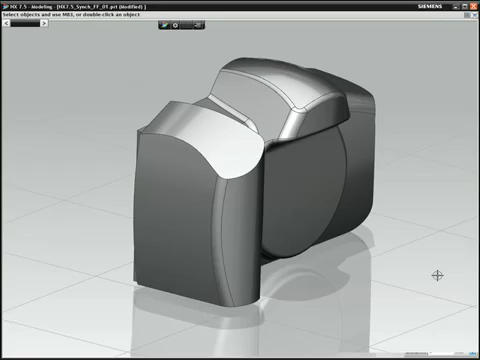 NX 7.5 - Modeling - [NX7.5_Synch_FF_01.prt (Modified) ]
SIEMENS
Select objects and use MB3, or double-click an object